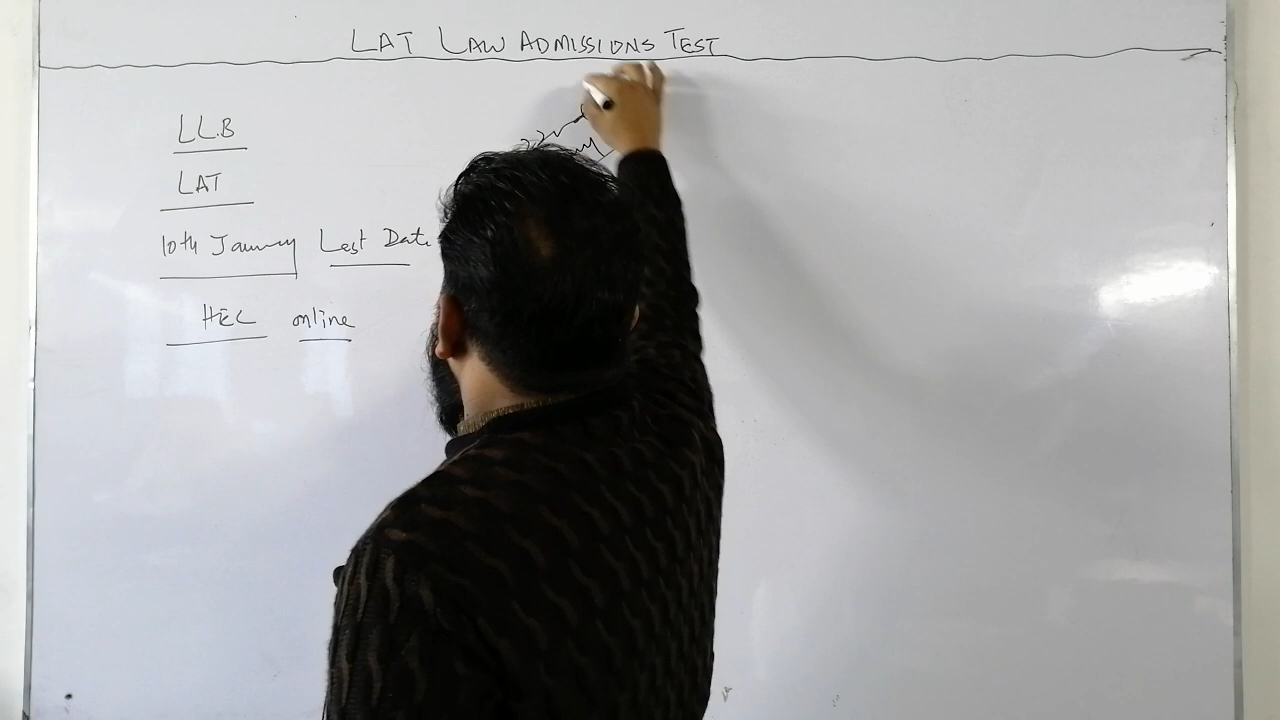 LAT LAW ADMISSIONS TEST
LL.B
LAT
10th January Last Date
HEC online